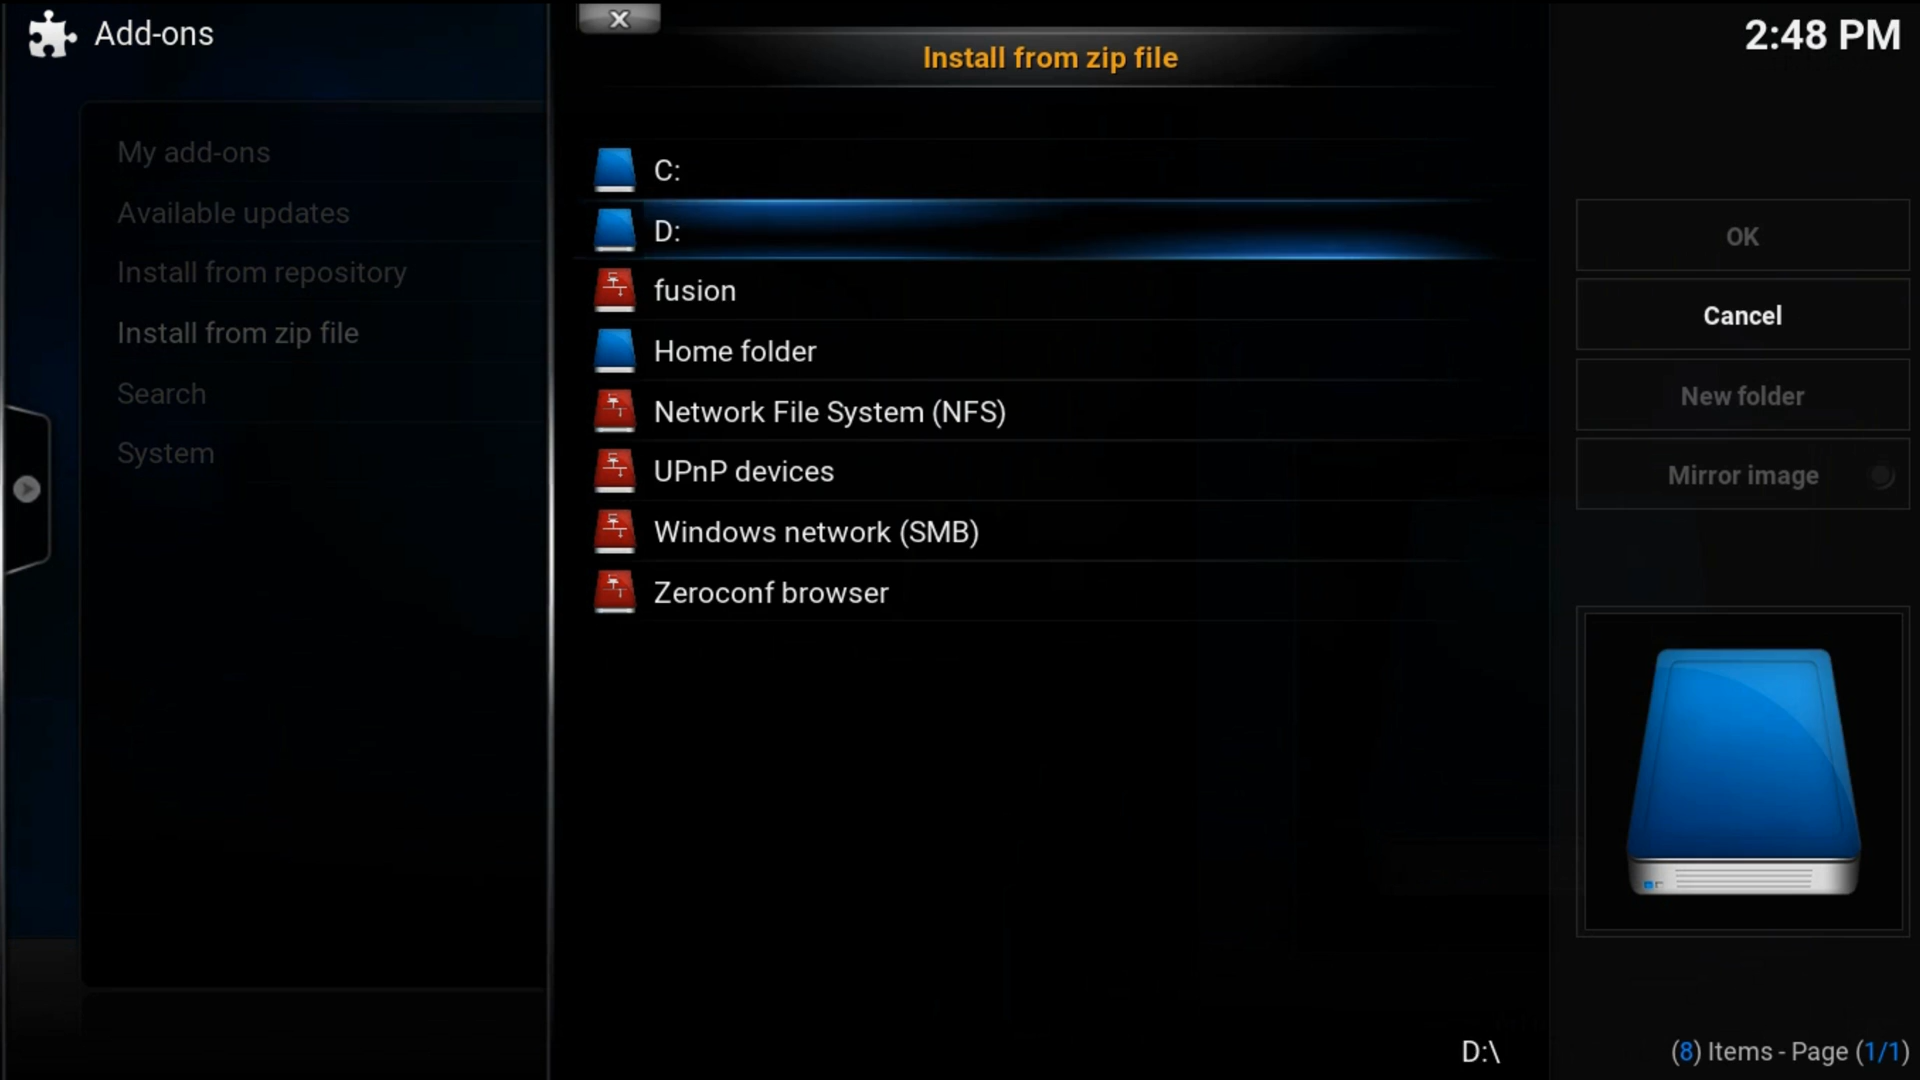 Add-ons
2:48 PM
My add-ons
Available updates
Install from repository
Install from zip file
Search
System
x
Install from zip file
C:
D:
fusion
Home folder
Network File System (NFS)
UPnP devices
Windows network (SMB)
Zeroconf browser
OK
Cancel
New folder
Mirror image
D:\
(8) Items - Page (1/1)